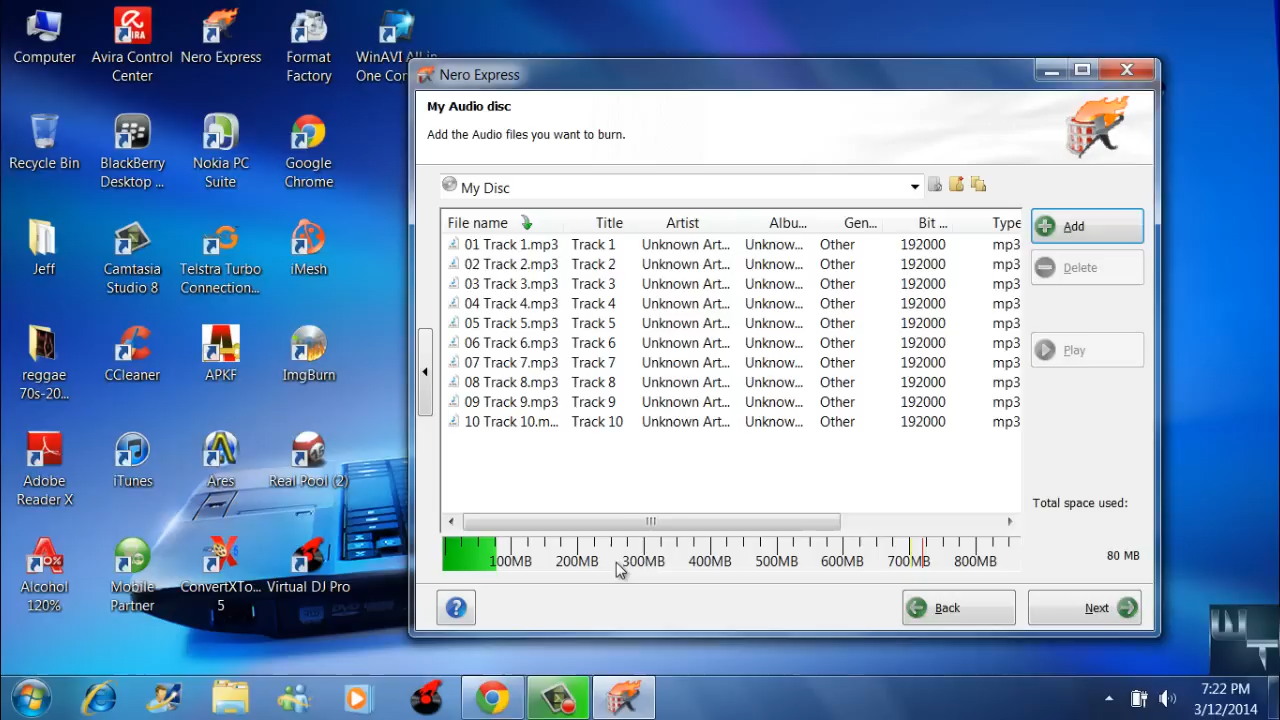 Computer
Avira Control
Center
Nero Express
Format
Factory
WinAVI All in
One Con
Recycle Bin
BlackBerry
Desktop ...
Nokia PC
Suite
Google
Chrome
Jeff
Camtasia
Studio 8
Telstra Turbo
Connection...
iMesh
reggae
70s-20...
CCleaner
APKF
ImgBurn
Adobe
Reader X
iTunes
Ares
Real Pool (2)
Alcohol
120%
Mobile
Partner
ConvertXTo...
5
Virtual DJ Pro
Nero Express
My Audio disc
Add the Audio files you want to burn.
My Disc
File name Title Artist Albu... Gen... Bit ... Type
01 Track 1.mp3 Track 1 Unknown Art... Unknow... Other 192000 mp3
02 Track 2.mp3 Track 2 Unknown Art... Unknow... Other 192000 mp3
03 Track 3.mp3 Track 3 Unknown Art... Unknow... Other 192000 mp3
04 Track 4.mp3 Track 4 Unknown Art... Unknow... Other 192000 mp3
05 Track 5.mp3 Track 5 Unknown Art... Unknow... Other 192000 mp3
06 Track 6.mp3 Track 6 Unknown Art... Unknow... Other 192000 mp3
07 Track 7.mp3 Track 7 Unknown Art... Unknow... Other 192000 mp3
08 Track 8.mp3 Track 8 Unknown Art... Unknow... Other 192000 mp3
09 Track 9.mp3 Track 9 Unknown Art... Unknow... Other 192000 mp3
10 Track 10.m... Track 10 Unknown Art... Unknow... Other 192000 mp3
Add
Delete
Play
Total space used:
80 MB
100MB 200MB 300MB 400MB 500MB 600MB 700MB 800MB
Back
Next
7:22 PM
3/12/2014